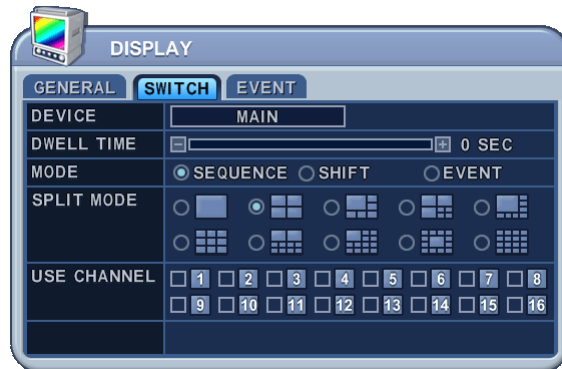 DISPLAY
GENERAL SWITCH EVENT
DEVICE MAIN
DWELL TIME 0 SEC
MODE SEQUENCE SHIFT EVENT
SPLIT MODE
USE CHANNEL 1 2 3 4 5 6 7 8
9 10 11 12 13 14 15 16